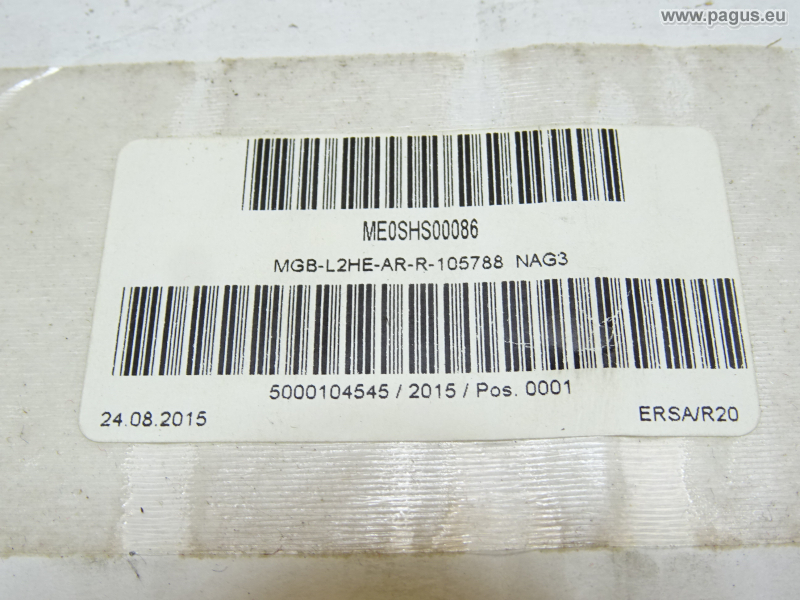 www.pagus.eu
ME0SHS00086
MGB-L2HE-AR-R-105788 NAG3
5000104545 / 2015 / Pos. 0001
24.08.2015 ERSA/R20